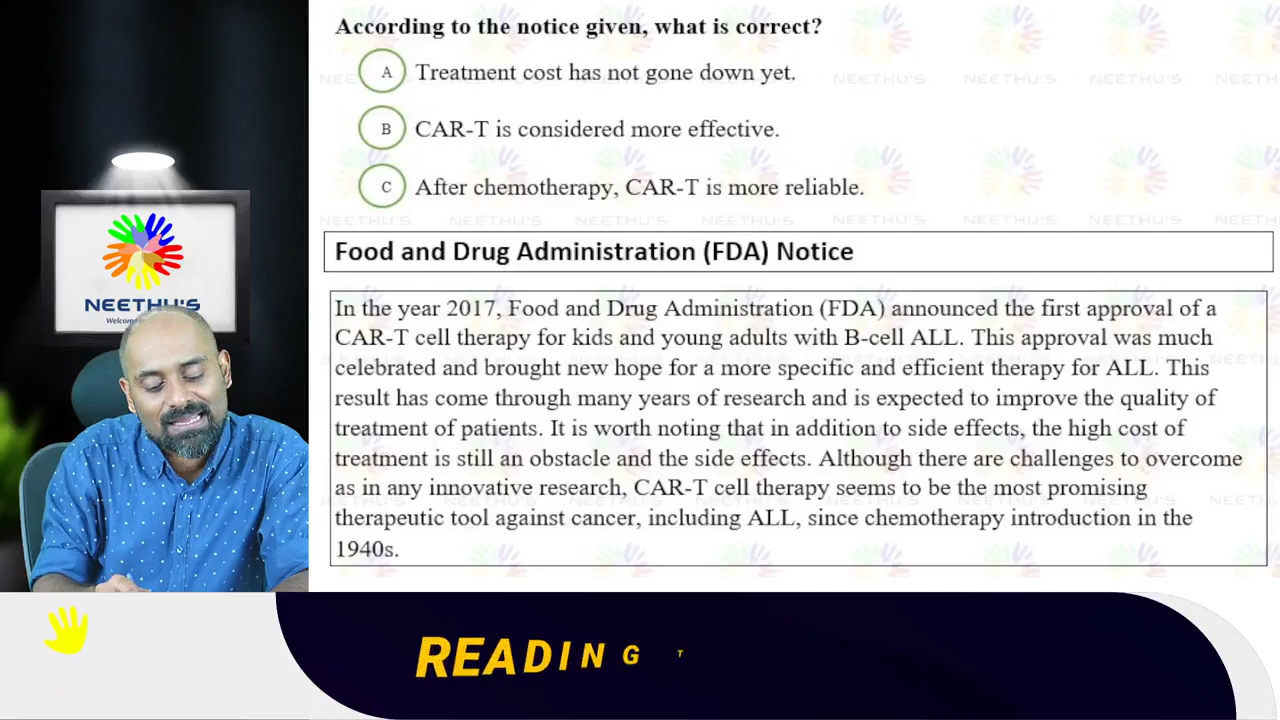 According to the notice given, what is correct?
A Treatment cost has not gone down yet.
B CAR-T is considered more effective.
C After chemotherapy, CAR-T is more reliable.
Food and Drug Administration (FDA) Notice
In the year 2017, Food and Drug Administration (FDA) announced the first approval of a
CAR-T cell therapy for kids and young adults with B-cell ALL. This approval was much
celebrated and brought new hope for a more specific and efficient therapy for ALL. This
result has come through many years of research and is expected to improve the quality of
treatment of patients. It is worth noting that in addition to side effects, the high cost of
treatment is still an obstacle and the side effects. Although there are challenges to overcome
as in any innovative research, CAR-T cell therapy seems to be the most promising
therapeutic tool against cancer, including ALL, since chemotherapy introduction in the
1940s.
NEETHU'S
READING T